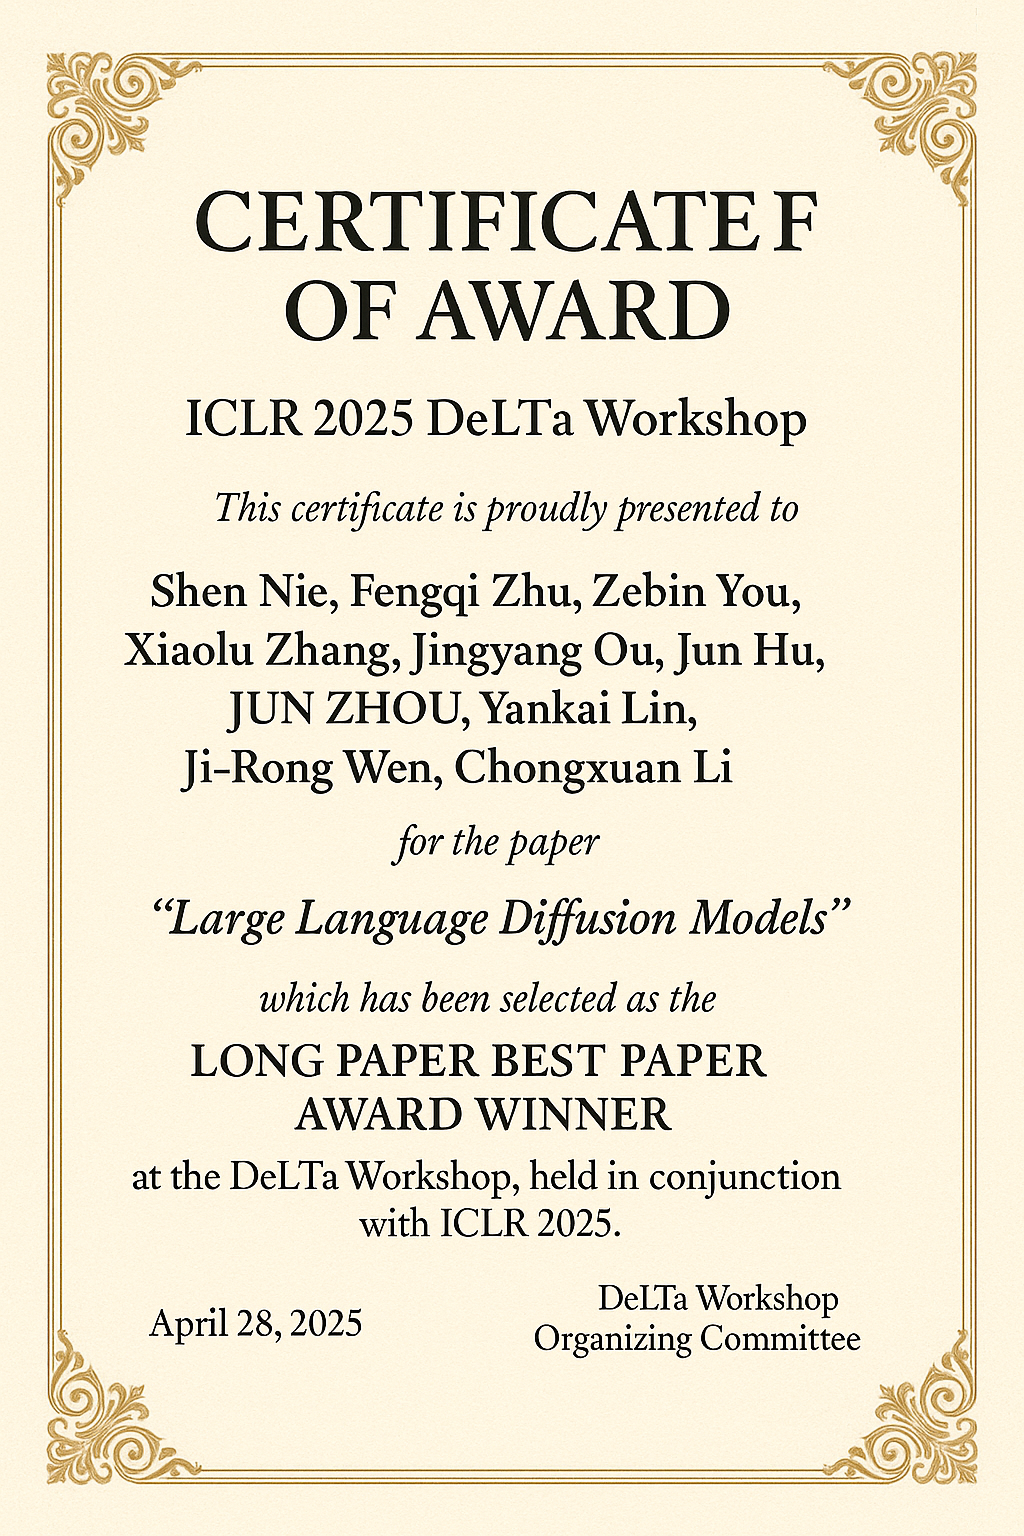 CERTIFICATE F
OF AWARD
ICLR 2025 DeLTa Workshop
This certificate is proudly presented to
Shen Nie, Fengqi Zhu, Zebin You,
Xiaolu Zhang, Jingyang Ou, Jun Hu,
JUN ZHOU, Yankai Lin,
Ji-Rong Wen, Chongxuan Li
for the paper
“Large Language Diffusion Models”
which has been selected as the
LONG PAPER BEST PAPER
AWARD WINNER
at the DeLTa Workshop, held in conjunction
with ICLR 2025.
April 28, 2025
DeLTa Workshop
Organizing Committee